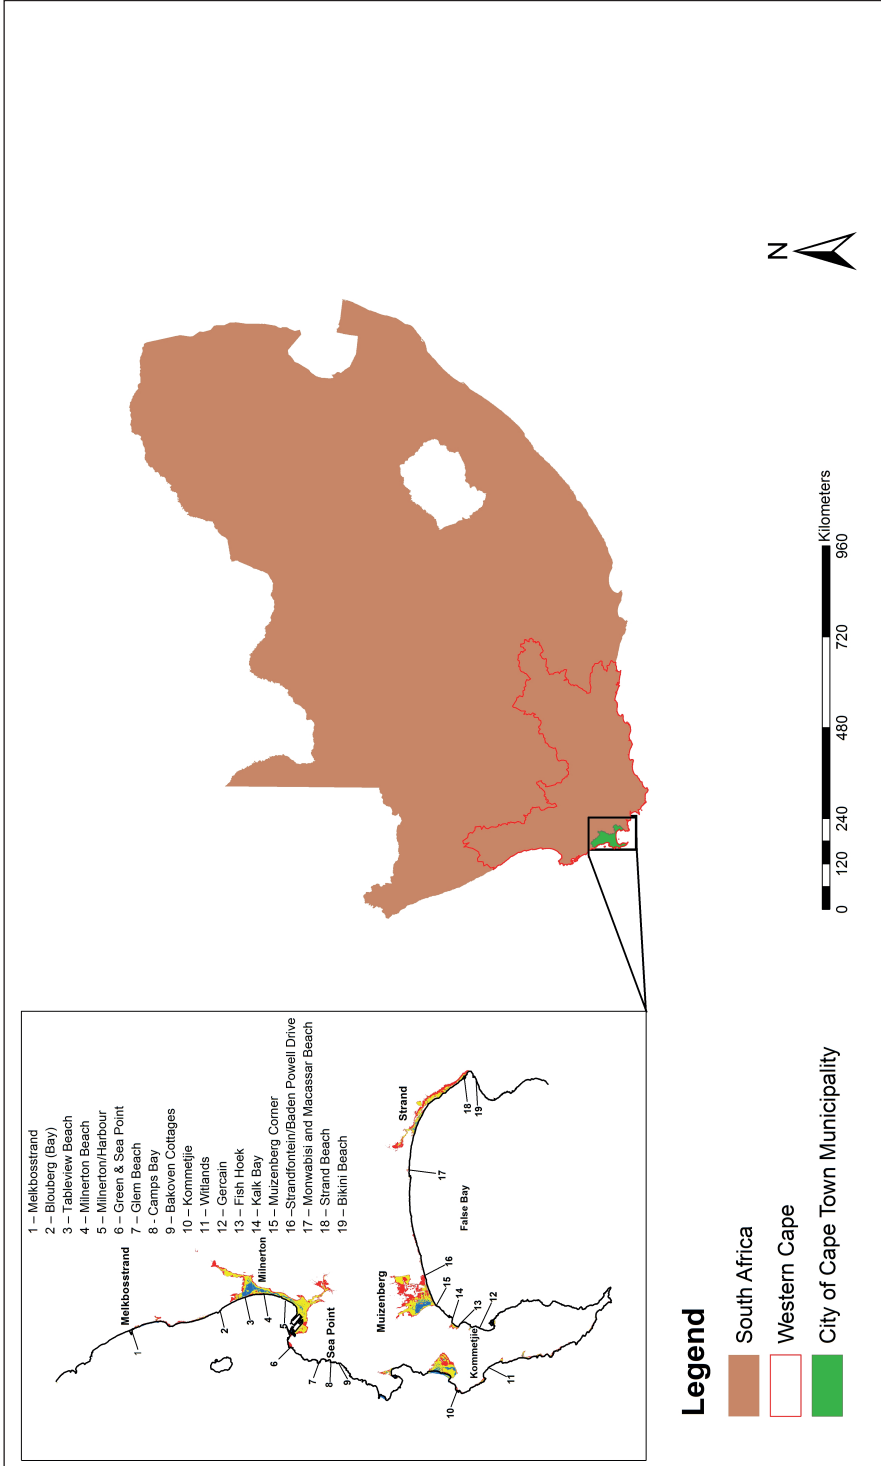 1 – Melkbosstrand
2 – Blouberg (Bay)
3 – Tableview Beach
4 – Milnerton Beach
5 – Milnerton/Harbour
6 – Green & Sea Point
7 – Glem Beach
8 - Camps Bay
9 – Bakoven Cottages
10 – Kommetjie
11 – Witlands
12 – Gercain
13 – Fish Hoek
14 – Kalk Bay
15 – Muizenberg Corner
16 –Strandfontein/Baden Powell Drive
17 – Monwabisi and Macassar Beach
18 – Strand Beach
19 – Bikini Beach
Melkbosstrand
1
2
3
Milnerton
4
5
6
Sea Point
7
8
9
Muizenberg
Strand
16
15
14
13
12
17
18
19
False Bay
Kommetjie
10
11
N
0 120 240 480 720 960
Kilometers
Legend
South Africa
Western Cape
City of Cape Town Municipality